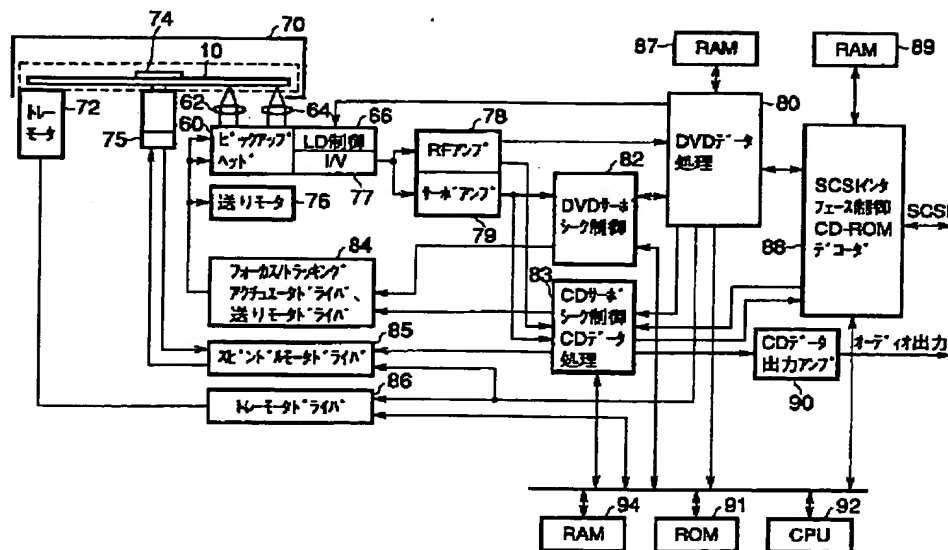 74
70
10
72
トレー
モータ
75
62
64
60
66
ピックアップ
ヘッド
LD制御
I/V
77
送りモータ
76
78
RFアンプ
サーボアンプ
79
87
RAM
RAM
89
80
DVDデータ
処理
82
DVDサーボ
シーク制御
83
CDサーボ
シーク制御
CDデータ
処理
88
SCSIインタ
フェース制御
CD-ROM
デコーダ
SCSI
84
フォーカス/トラッキング
アクチュエータドライバ、
送りモータドライバ
85
スピンドルモータドライバ
86
トレーモータドライバ
CDデータ
出力アンプ
オーディオ出力
90
94
RAM
91
ROM
92
CPU